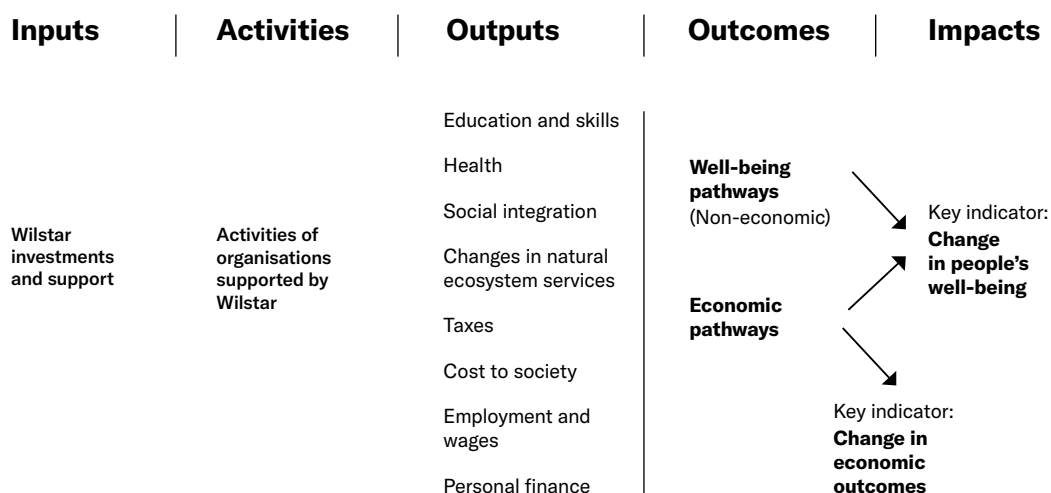 Inputs
Activities
Outputs
Outcomes
Impacts
Wilstar
investments
and support
Activities of
organisations
supported by
Wilstar
Education and skills
Health
Social integration
Changes in natural
ecosystem services
Taxes
Cost to society
Employment and
wages
Personal finance
Well-being
pathways
(Non-economic)
Economic
pathways
Key indicator:
Change
in people's
well-being
Key indicator:
Change in
economic
outcomes